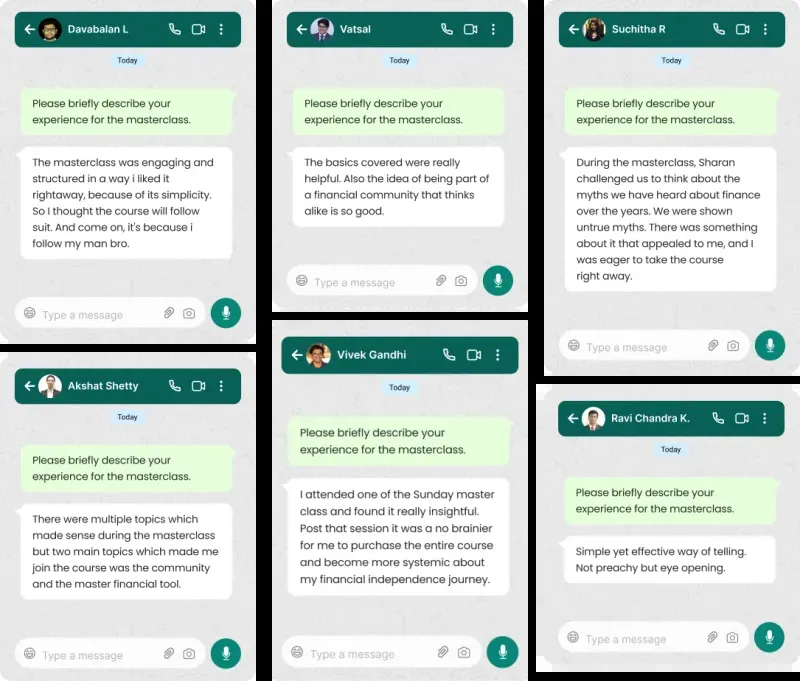 Davabalan L
Today
Please briefly describe your
experience for the masterclass.
The masterclass was engaging and
structured in a way i liked it
rightaway, because of its simplicity.
So I thought the course will follow
suit. And come on, it's because i
follow my man bro.
Type a message
Vatsal
Today
Please briefly describe your
experience for the masterclass.
The basics covered were really
helpful. Also the idea of being part of
a financial community that thinks
alike is so good.
Type a message
Suchitha R
Today
Please briefly describe your
experience for the masterclass.
During the masterclass, Sharan
challenged us to think about the
myths we have heard about finance
over the years. We were shown
untrue myths. There was something
about it that appealed to me, and I
was eager to take the course
right away.
Type a message
Akshat Shetty
Today
Please briefly describe your
experience for the masterclass.
There were multiple topics which
made sense during the masterclass
but two main topics which made me
join the course was the community
and the master financial tool.
Type a message
Vivek Gandhi
Today
Please briefly describe your
experience for the masterclass.
I attended one of the Sunday master
class and found it really insightful.
Post that session it was a no brainier
for me to purchase the entire course
and become more systemic about
my financial independence journey.
Type a message
Ravi Chandra K.
Today
Please briefly describe your
experience for the masterclass.
Simple yet effective way of telling.
Not preachy but eye opening.
Type a message